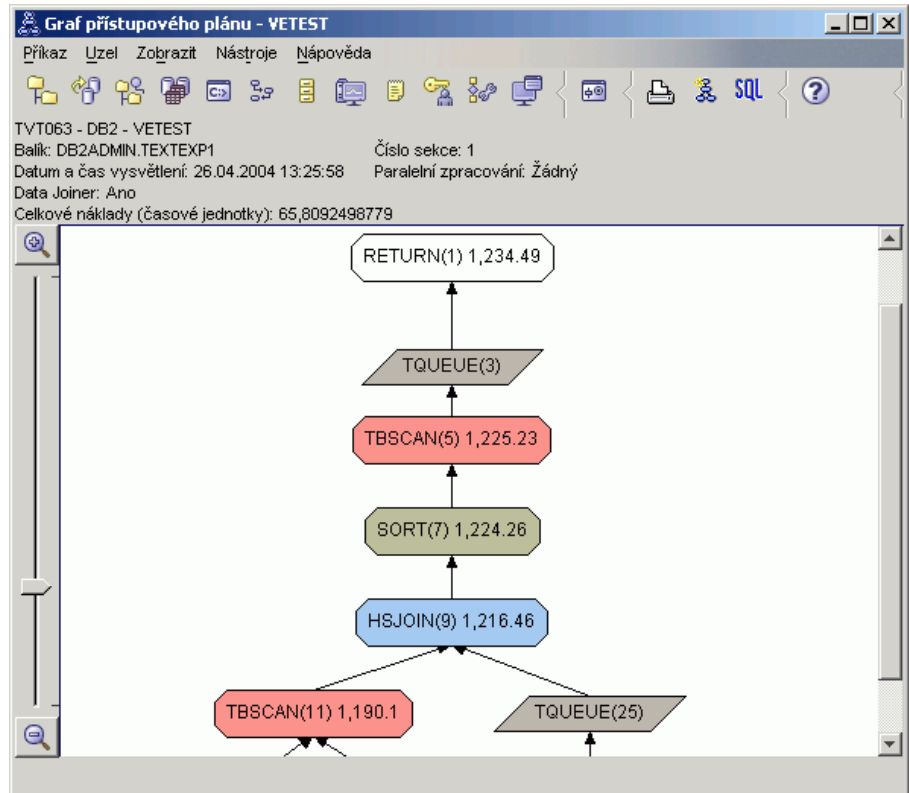 Graf přístupového plánu - VETEST
Příkaz Uzel Zobrazit Nástroje Nápověda
SQL
TVT063 - DB2 - VETEST
Balík: DB2ADMIN.TEXTEXP1 Číslo sekce: 1
Datum a čas vysvětlení: 26.04.2004 13:25:58 Paralelní zpracování: Žádný
Data Joiner: Ano
Celkové náklady (časové jednotky): 65,8092498779
RETURN(1) 1,234.49
TQUEUE(3)
TBSCAN(5) 1,225.23
SORT(7) 1,224.26
HSJOIN(9) 1,216.46
TBSCAN(11) 1,190.1
TQUEUE(25)